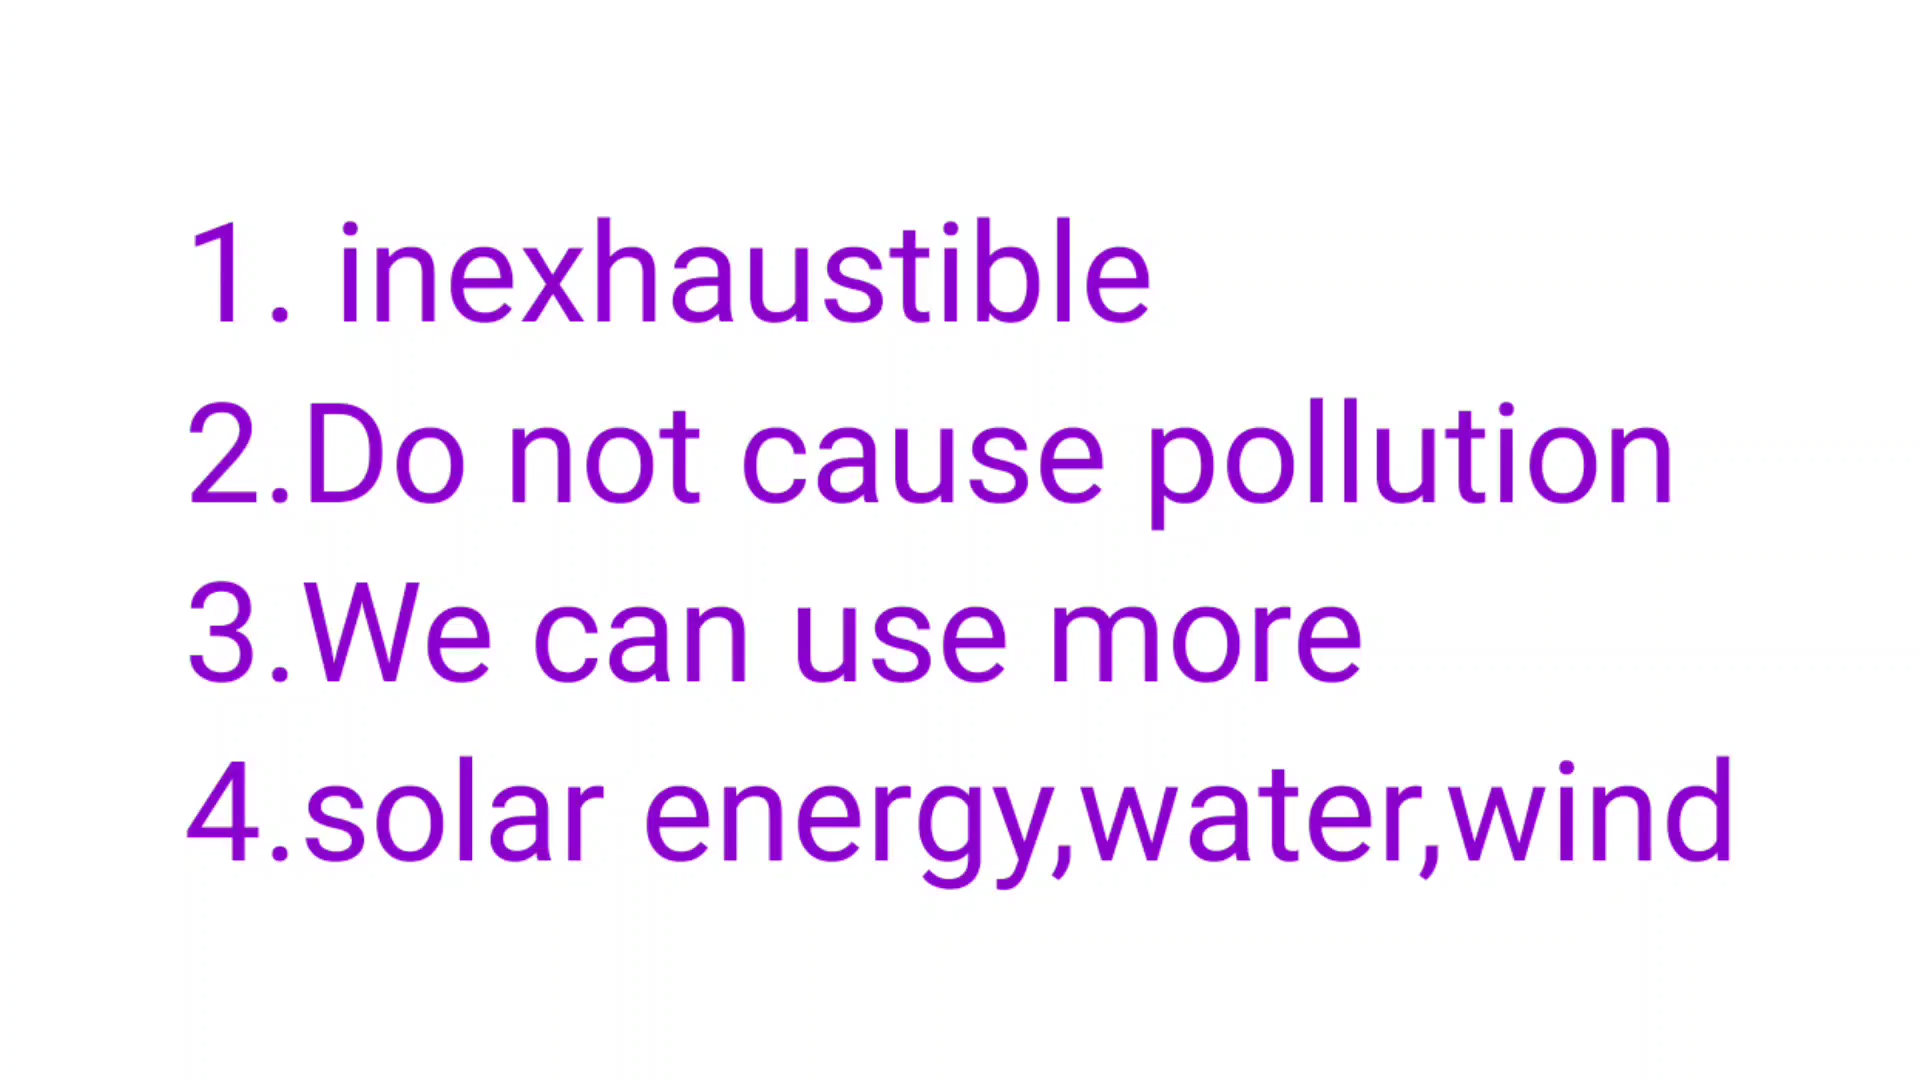 1. inexhaustible
2.Do not cause pollution
3.We can use more
4.solar energy,water,wind